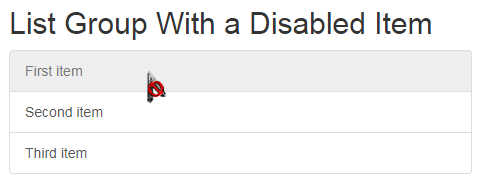 List Group With a Disabled Item
First item
Second item
Third item